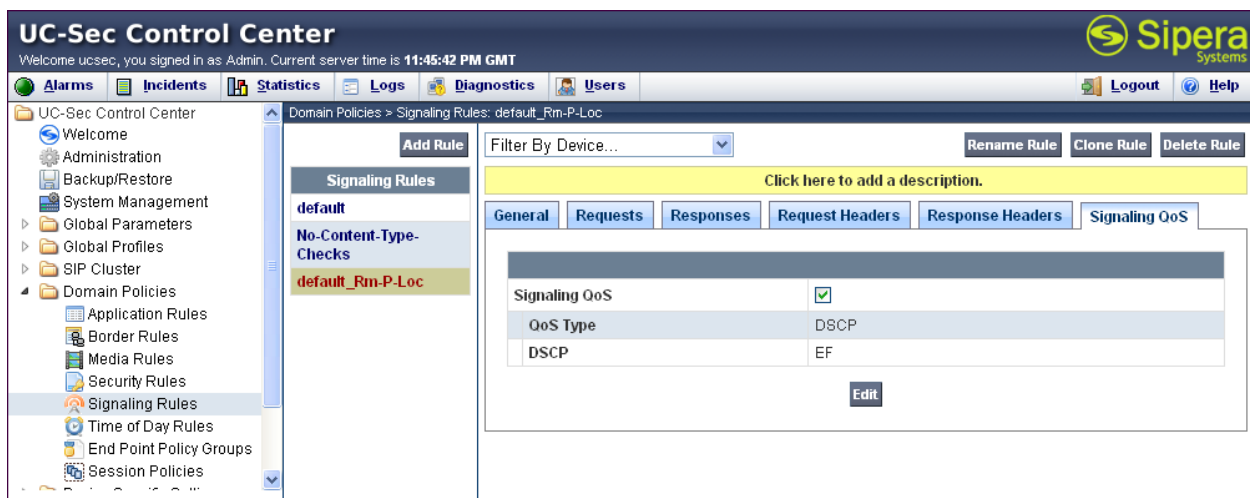 UC-Sec Control Center
Welcome ucsec, you signed in as Admin. Current server time is 11:45:42 PM GMT
Sipera
Systems
Alarms Incidents Statistics Logs Diagnostics Users Logout Help
UC-Sec Control Center
Welcome
Administration
Backup/Restore
System Management
Global Parameters
Global Profiles
SIP Cluster
Domain Policies
Application Rules
Border Rules
Media Rules
Security Rules
Signaling Rules
Time of Day Rules
End Point Policy Groups
Session Policies
Domain Policies > Signaling Rules: default_Rm-P-Loc
Add Rule
Signaling Rules
default
No-Content-Type-
Checks
default_Rm-P-Loc
Filter By Device...
Rename Rule Clone Rule Delete Rule
Click here to add a description.
General Requests Responses Request Headers Response Headers Signaling QoS
Signaling QoS
QoS Type DSCP
DSCP EF
Edit